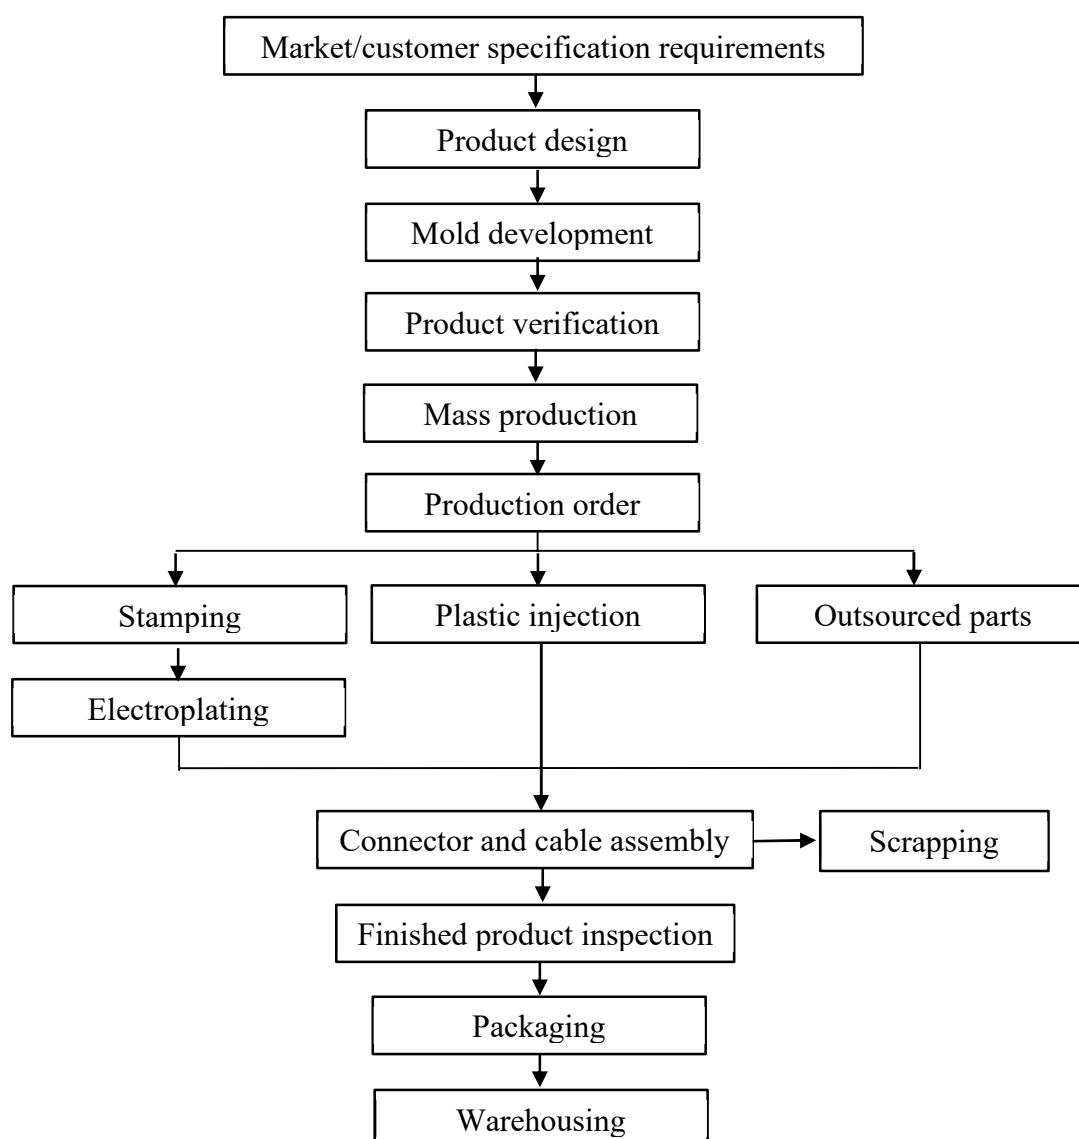 Market/customer specification requirements
Product design
Mold development
Product verification
Mass production
Production order
Stamping
Plastic injection
Outsourced parts
Electroplating
Connector and cable assembly
Scrapping
Finished product inspection
Packaging
Warehousing